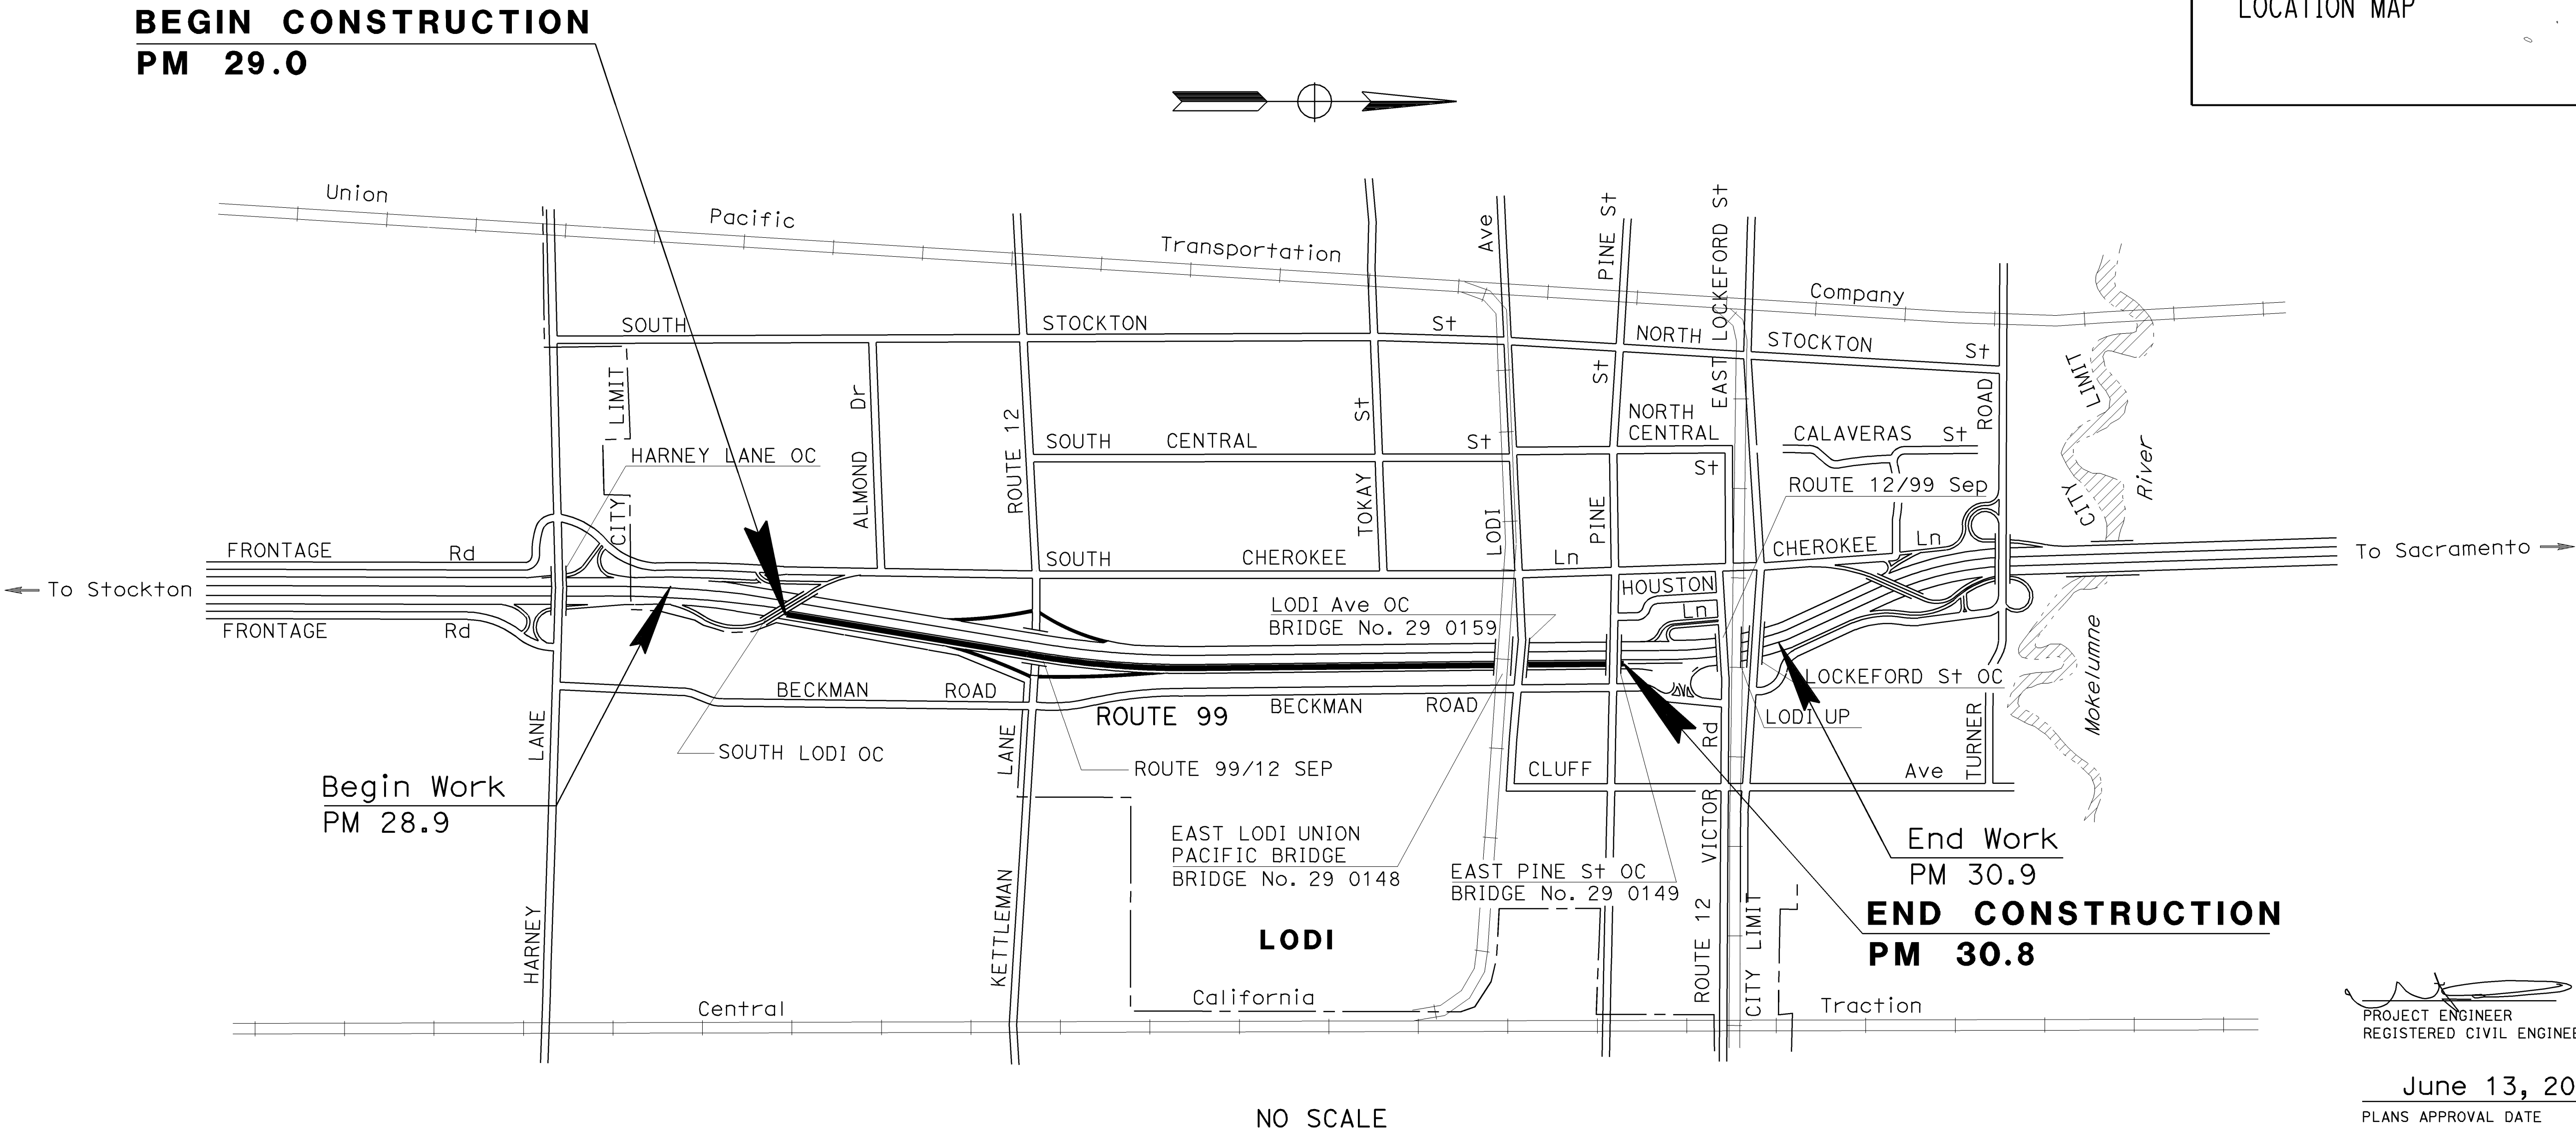 BEGIN CONSTRUCTION
PM 29.0
LOCATION MAP
Union
Pacific
Transportation
Company
SOUTH
STOCKTON
St
NORTH
STOCKTON
St
Ave
PINE St
EAST LOCKEFORD St
CITY LIMIT
ALMOND Dr
ROUTE 12
SOUTH
CENTRAL
St
TOKAY St
LODI
PINE St
NORTH
CENTRAL
St
CALAVERAS St
ROAD
CITY LIMIT
River
HARNEY LANE OC
ROUTE 12/99 Sep
FRONTAGE Rd
SOUTH
CHEROKEE
Ln
CHEROKEE Ln
To Stockton
To Sacramento
HOUSTON
Ln
FRONTAGE Rd
LODI Ave OC
BRIDGE No. 29 0159
LOCKEFORD St OC
Mokelumne
BECKMAN ROAD
ROUTE 99
BECKMAN ROAD
LODI UP
SOUTH LODI OC
ROUTE 99/12 SEP
CLUFF
Ave
TURNER
HARNEY LANE
KETTLEMAN LANE
Begin Work
PM 28.9
EAST LODI UNION
PACIFIC BRIDGE
BRIDGE No. 29 0148
EAST PINE St OC
BRIDGE No. 29 0149
ROUTE 12 VICTOR Rd
CITY LIMIT
End Work
PM 30.9
END CONSTRUCTION
PM 30.8
LODI
Central
California
Traction
PROJECT ENGINEER
REGISTERED CIVIL ENGINEE
June 13, 20
PLANS APPROVAL DATE
NO SCALE